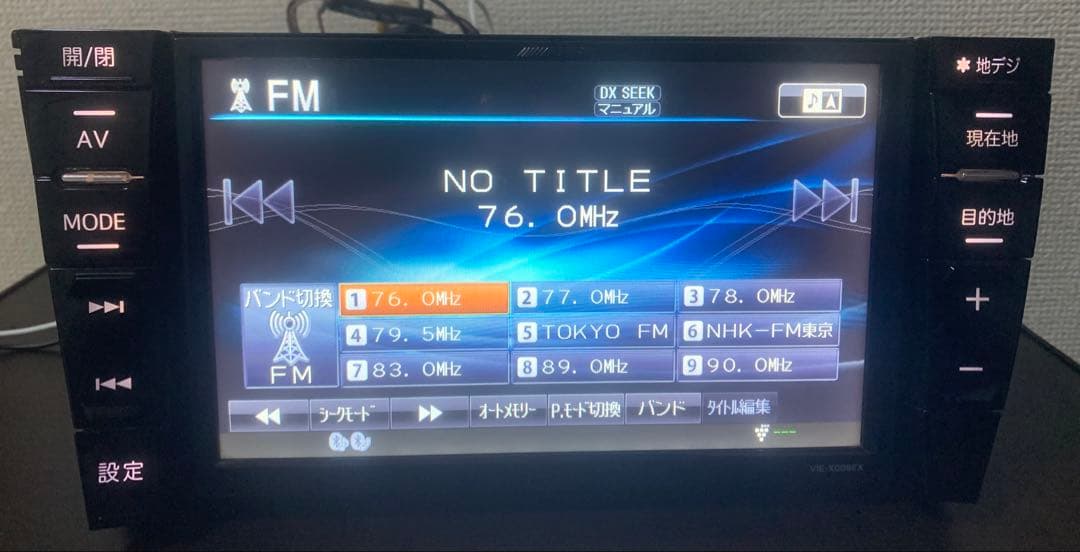 開/閉
AV
MODE
設定
FM
DX SEEK
マニュアル
NO TITLE
76. 0MHz
バンド切換
FM
1 76. 0MHz
2 77. 0MHz
3 78. 0MHz
4 79. 5MHz
5 TOKYO FM
6 NHK-FM東京
7 83. 0MHz
8 89. 0MHz
9 90. 0MHz
シークモード
オートメモリー
P.モード切換
バンド
タイトル編集
VIE-X008EX
✱地デジ
現在地
目的地
+
−